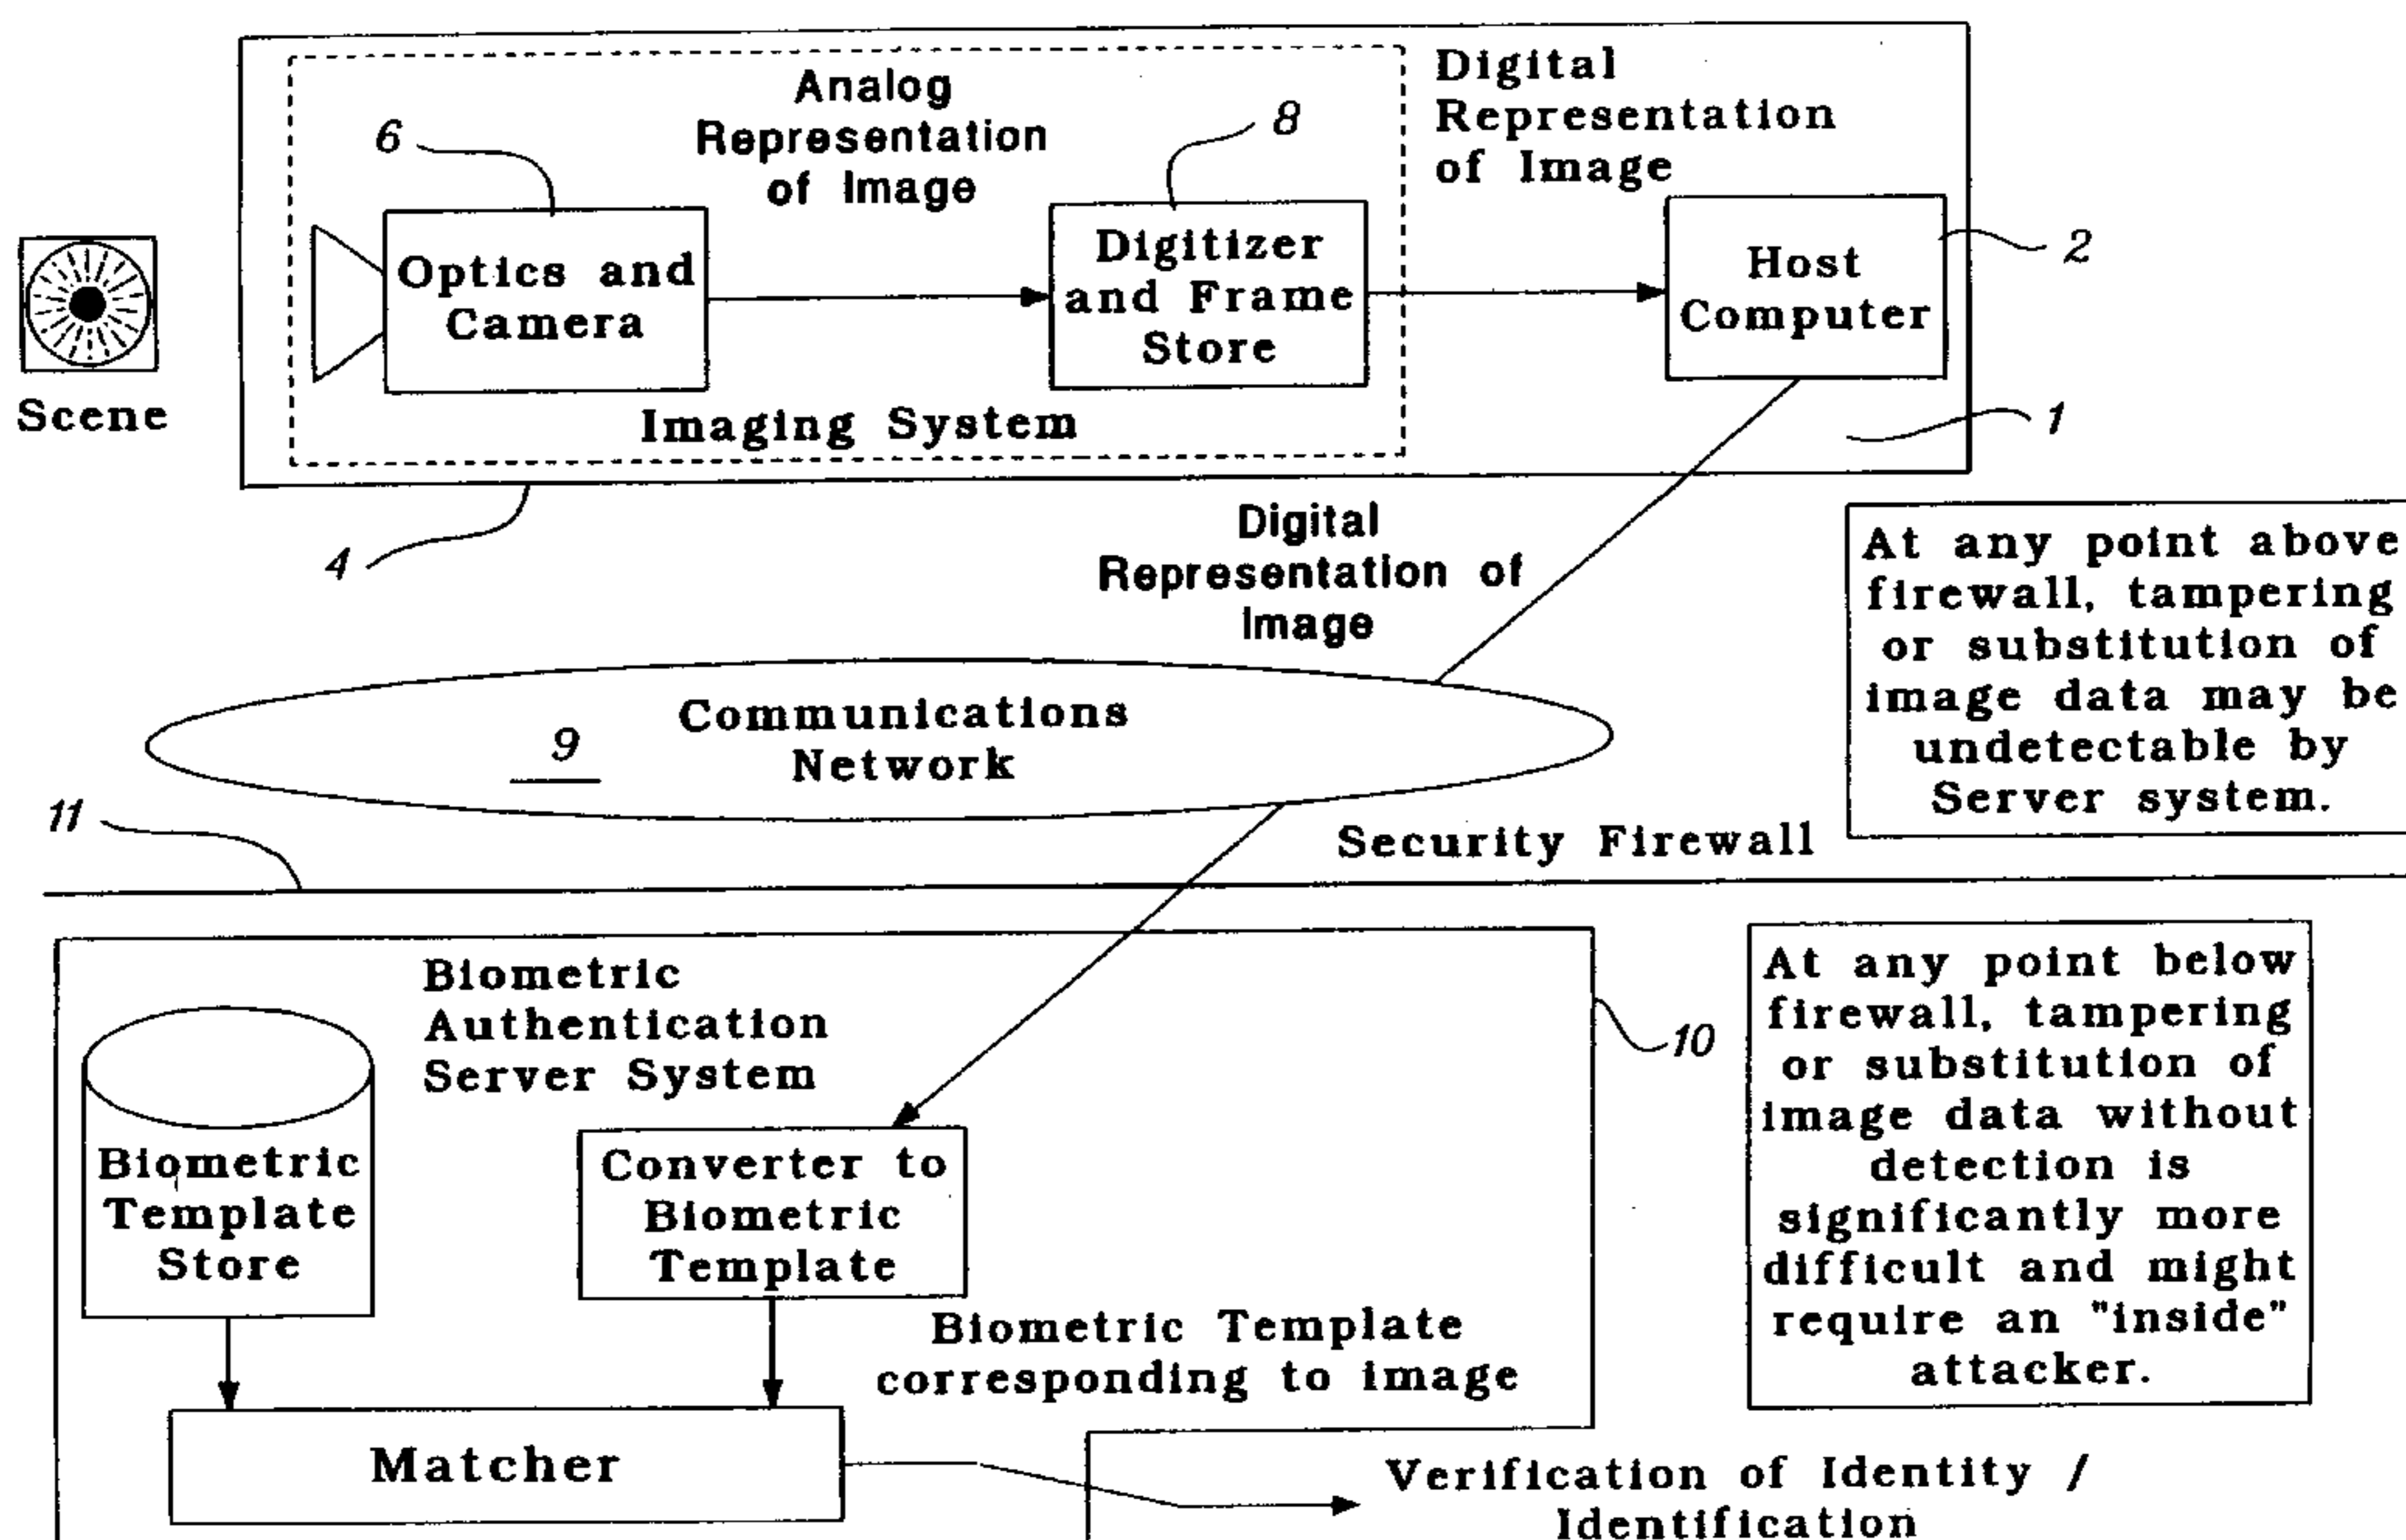 Analog
Representation
of Image
Digital
Representation
of Image
6
8
Scene
Optics and
Camera
Digitizer
and Frame
Store
Host
Computer
2
Imaging System
1
4
Digital
Representation of
Image
At any point above
firewall, tampering
or substitution of
image data may be
undetectable by
Server system.
9
Communications
Network
11
Security Firewall
Biometric
Authentication
Server System
10
At any point below
firewall, tampering
or substitution of
image data without
detection is
significantly more
difficult and might
require an "inside"
attacker.
Biometric
Template
Store
Converter to
Biometric
Template
Biometric Template
corresponding to image
Matcher
Verification of Identity /
Identification